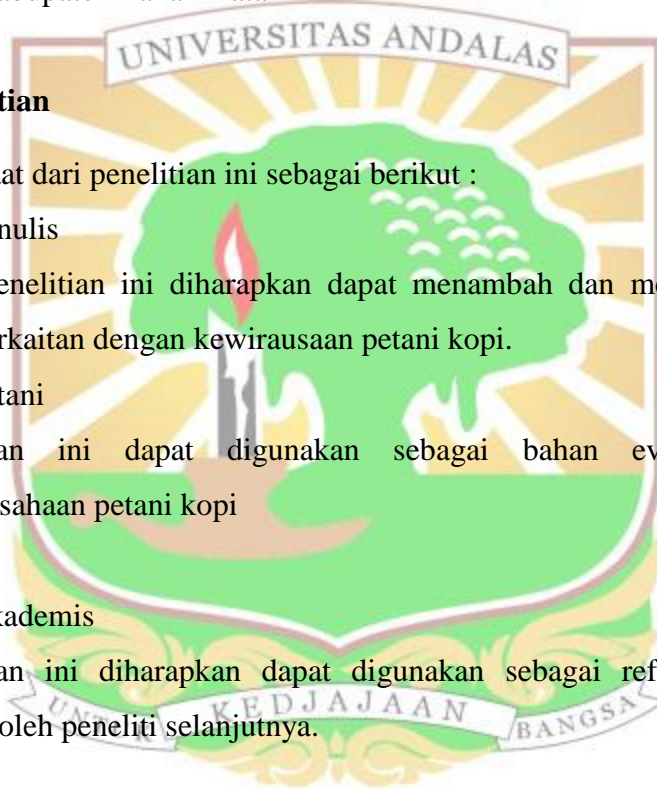 UNIVERSITAS ANDALAS
tian
at dari penelitian ini sebagai berikut :
nulis
enelitian ini diharapkan dapat menambah dan me
rkaitan dengan kewirausaan petani kopi.
tani
an ini dapat digunakan sebagai bahan ev
sahaan petani kopi
kademis
an ini diharapkan dapat digunakan sebagai ref
oleh peneliti selanjutnya.
UNTUK KEDJAJAAN BANGSA